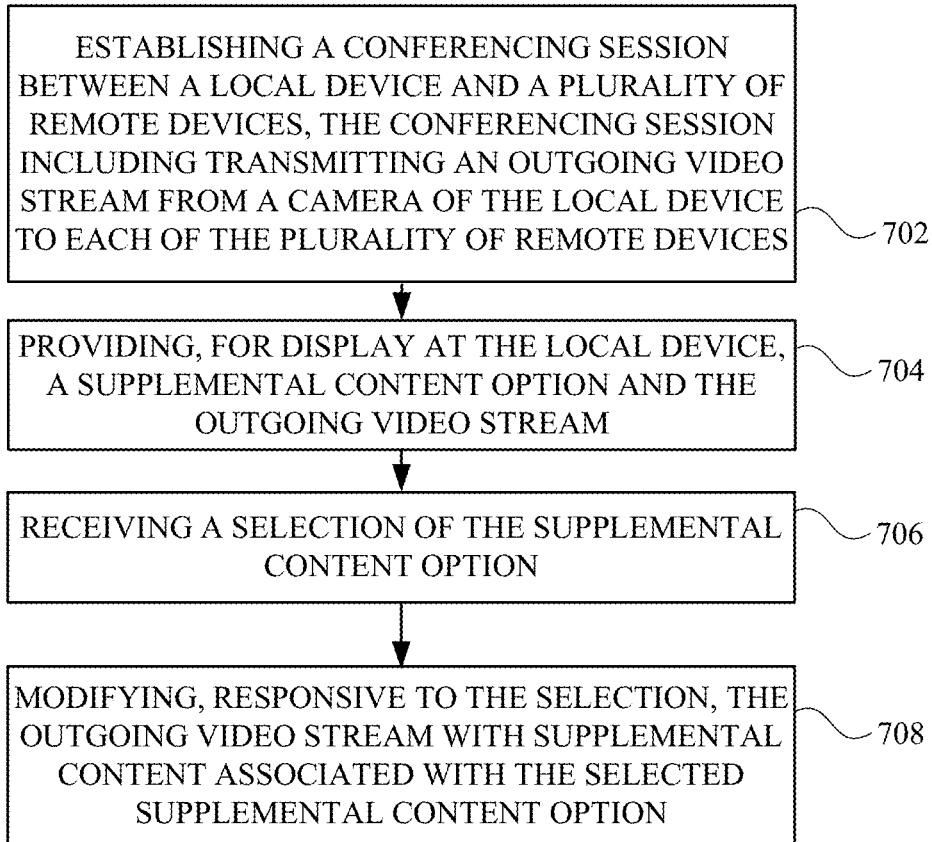 ESTABLISHING A CONFERENCING SESSION
BETWEEN A LOCAL DEVICE AND A PLURALITY OF
REMOTE DEVICES, THE CONFERENCING SESSION
INCLUDING TRANSMITTING AN OUTGOING VIDEO
STREAM FROM A CAMERA OF THE LOCAL DEVICE
TO EACH OF THE PLURALITY OF REMOTE DEVICES
702
PROVIDING, FOR DISPLAY AT THE LOCAL DEVICE,
A SUPPLEMENTAL CONTENT OPTION AND THE
OUTGOING VIDEO STREAM
704
RECEIVING A SELECTION OF THE SUPPLEMENTAL
CONTENT OPTION
706
MODIFYING, RESPONSIVE TO THE SELECTION, THE
OUTGOING VIDEO STREAM WITH SUPPLEMENTAL
CONTENT ASSOCIATED WITH THE SELECTED
SUPPLEMENTAL CONTENT OPTION
708